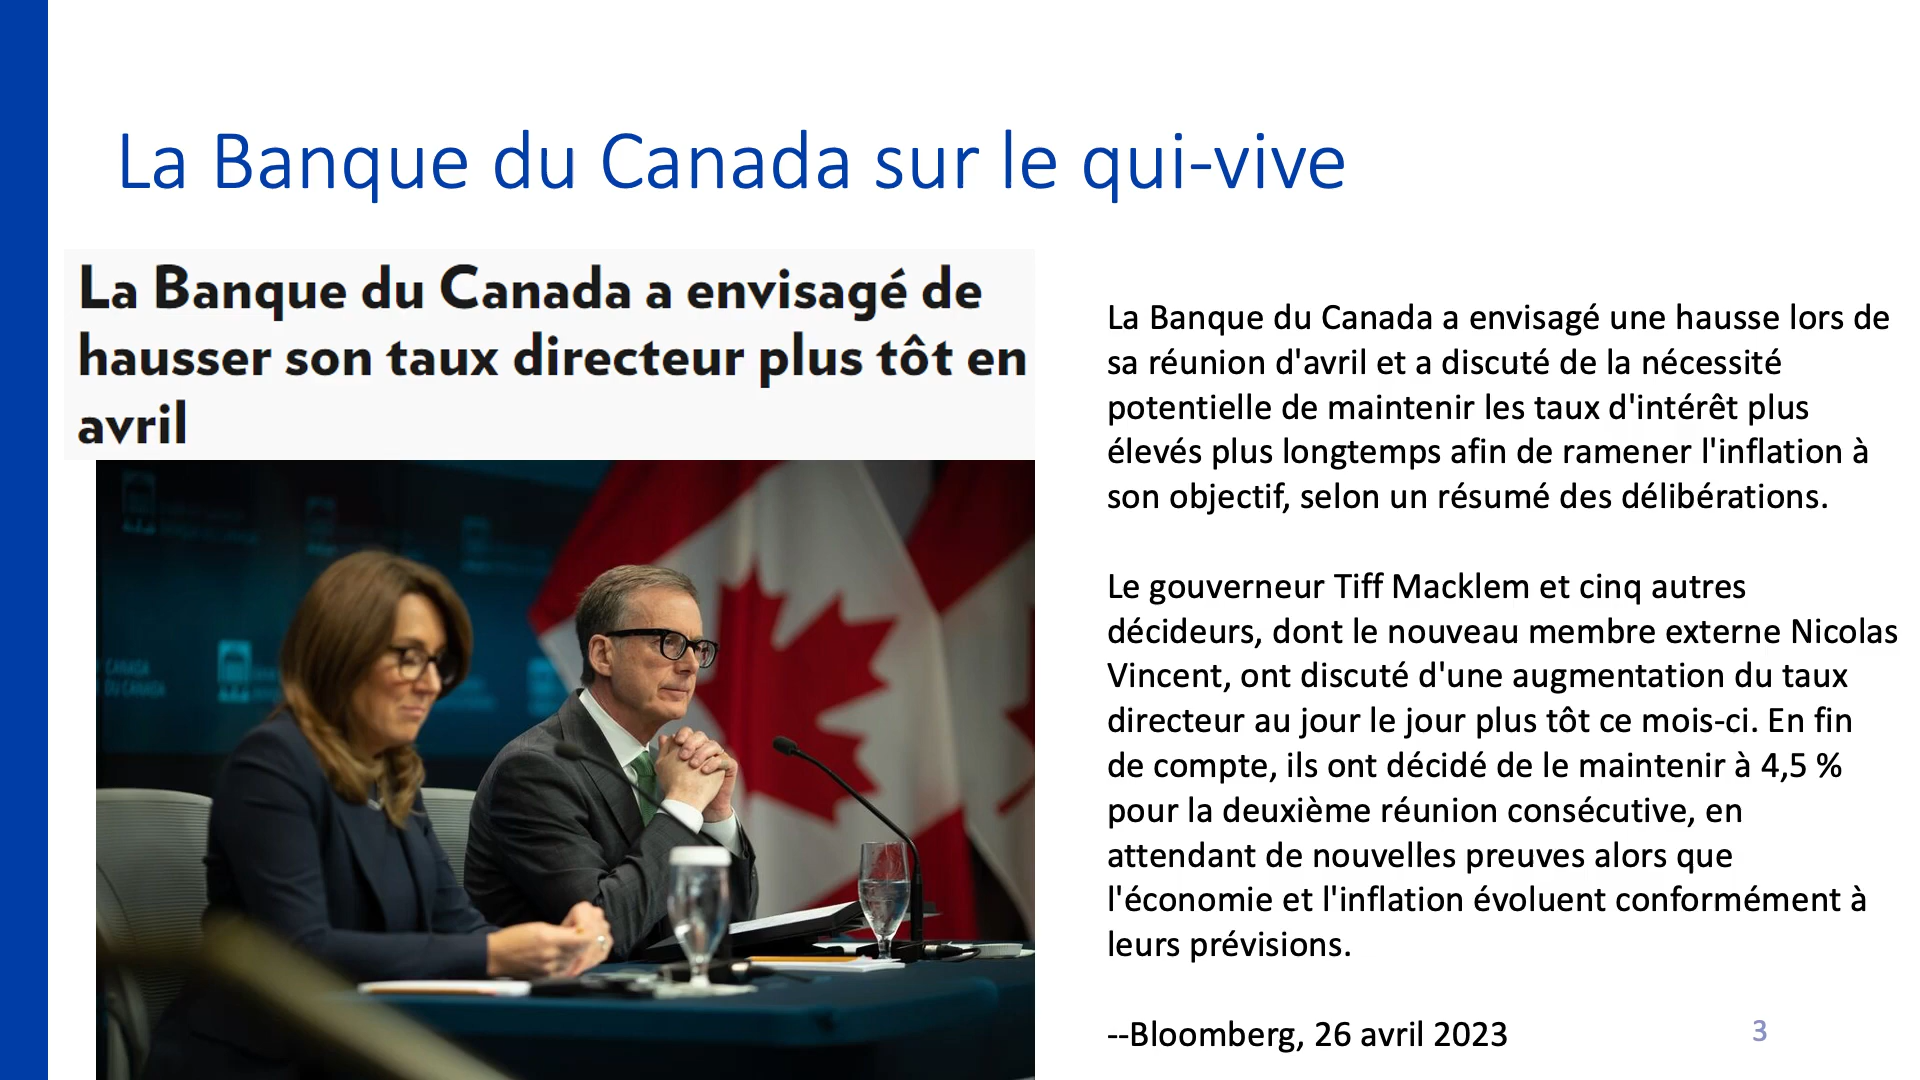 La Banque du Canada sur le qui-vive
La Banque du Canada a envisagé de
hausser son taux directeur plus tôt en
avril
CANADA
DU CANADA
La Banque du Canada a envisagé une hausse lors de
sa réunion d'avril et a discuté de la nécessité
potentielle de maintenir les taux d'intérêt plus
élevés plus longtemps afin de ramener l'inflation à
son objectif, selon un résumé des délibérations.
Le gouverneur Tiff Macklem et cinq autres
décideurs, dont le nouveau membre externe Nicolas
Vincent, ont discuté d'une augmentation du taux
directeur au jour le jour plus tôt ce mois-ci. En fin
de compte, ils ont décidé de le maintenir à 4,5 %
pour la deuxième réunion consécutive, en
attendant de nouvelles preuves alors que
l'économie et l'inflation évoluent conformément à
leurs prévisions.
--Bloomberg, 26 avril 2023
3